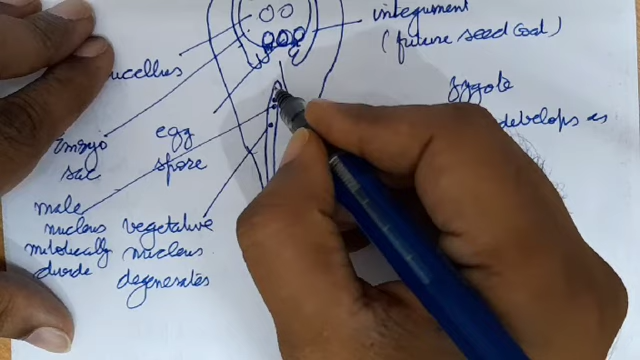 integument
(future seed coat)
ucellus
zygote
develops as
embryo
sac
egg
spore
male
nucleus
mitotically
divide
vegetative
nucleus
degenerates